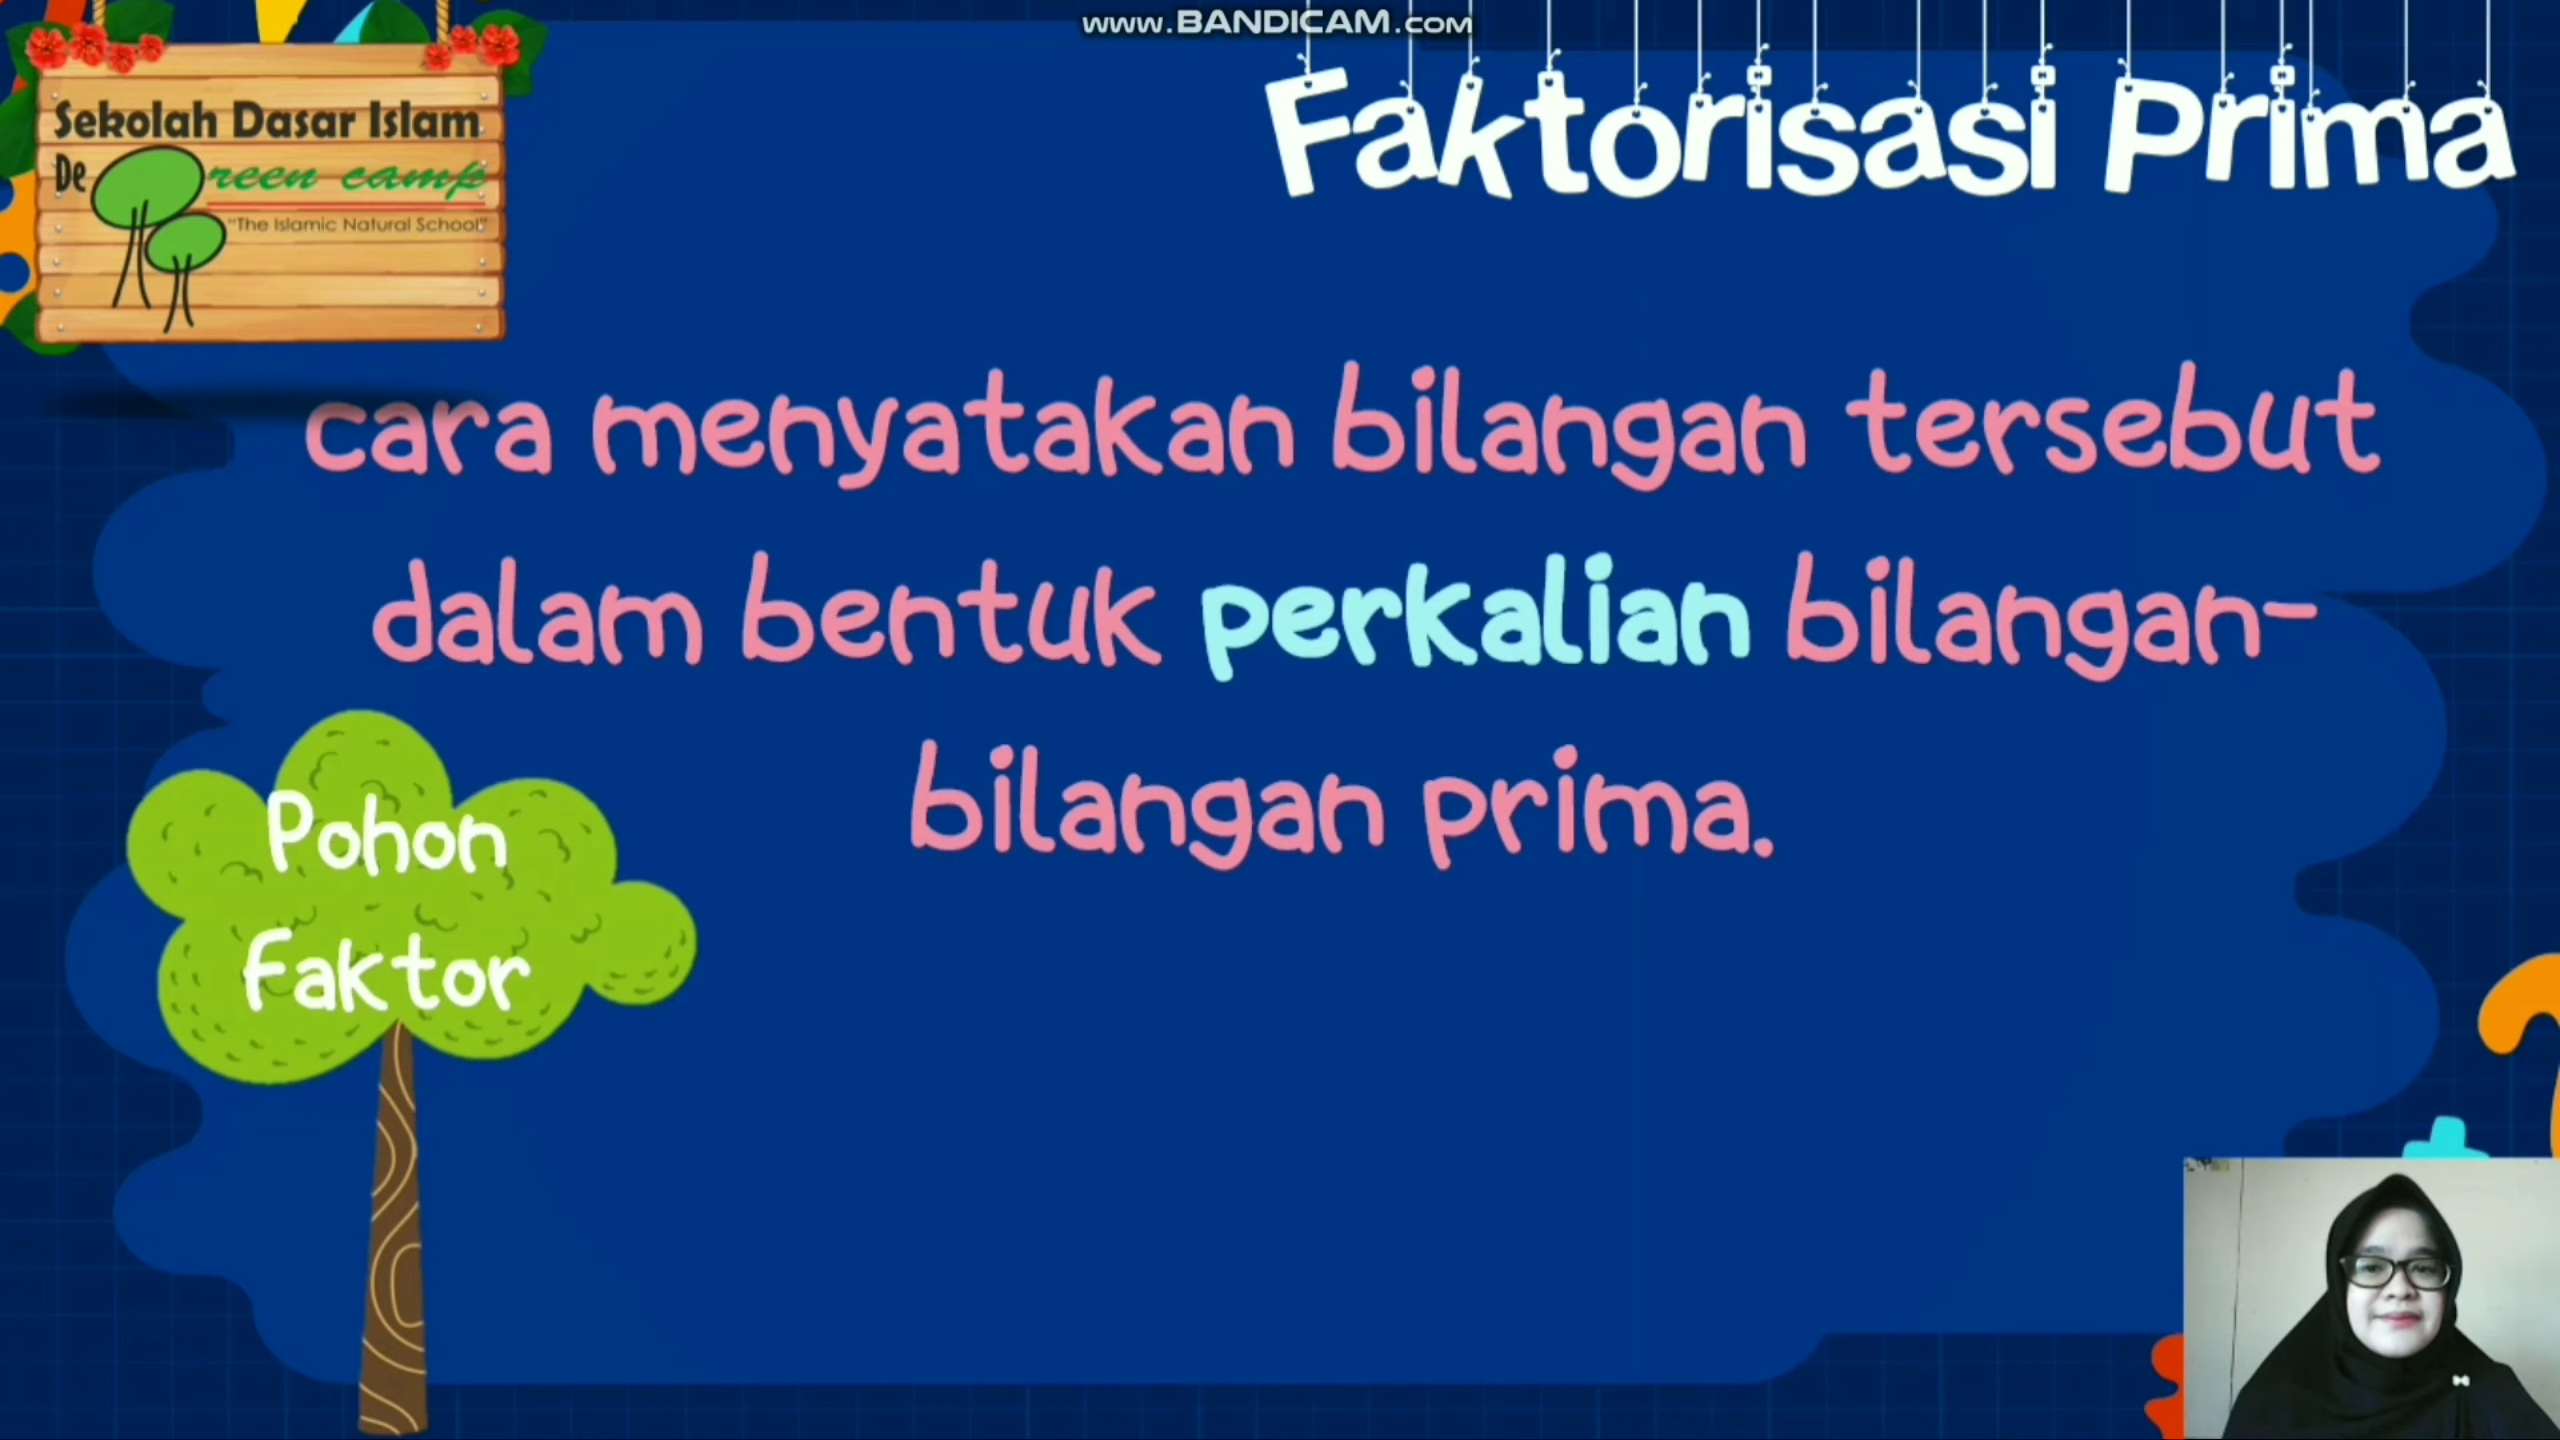 www.BANDICAM.com
Sekolah Dasar Islam
De Green camp
"The Islamic Natural School"
Faktorisasi Prima
cara menyatakan bilangan tersebut
dalam bentuk perkalian bilangan-
bilangan prima.
Pohon
Faktor